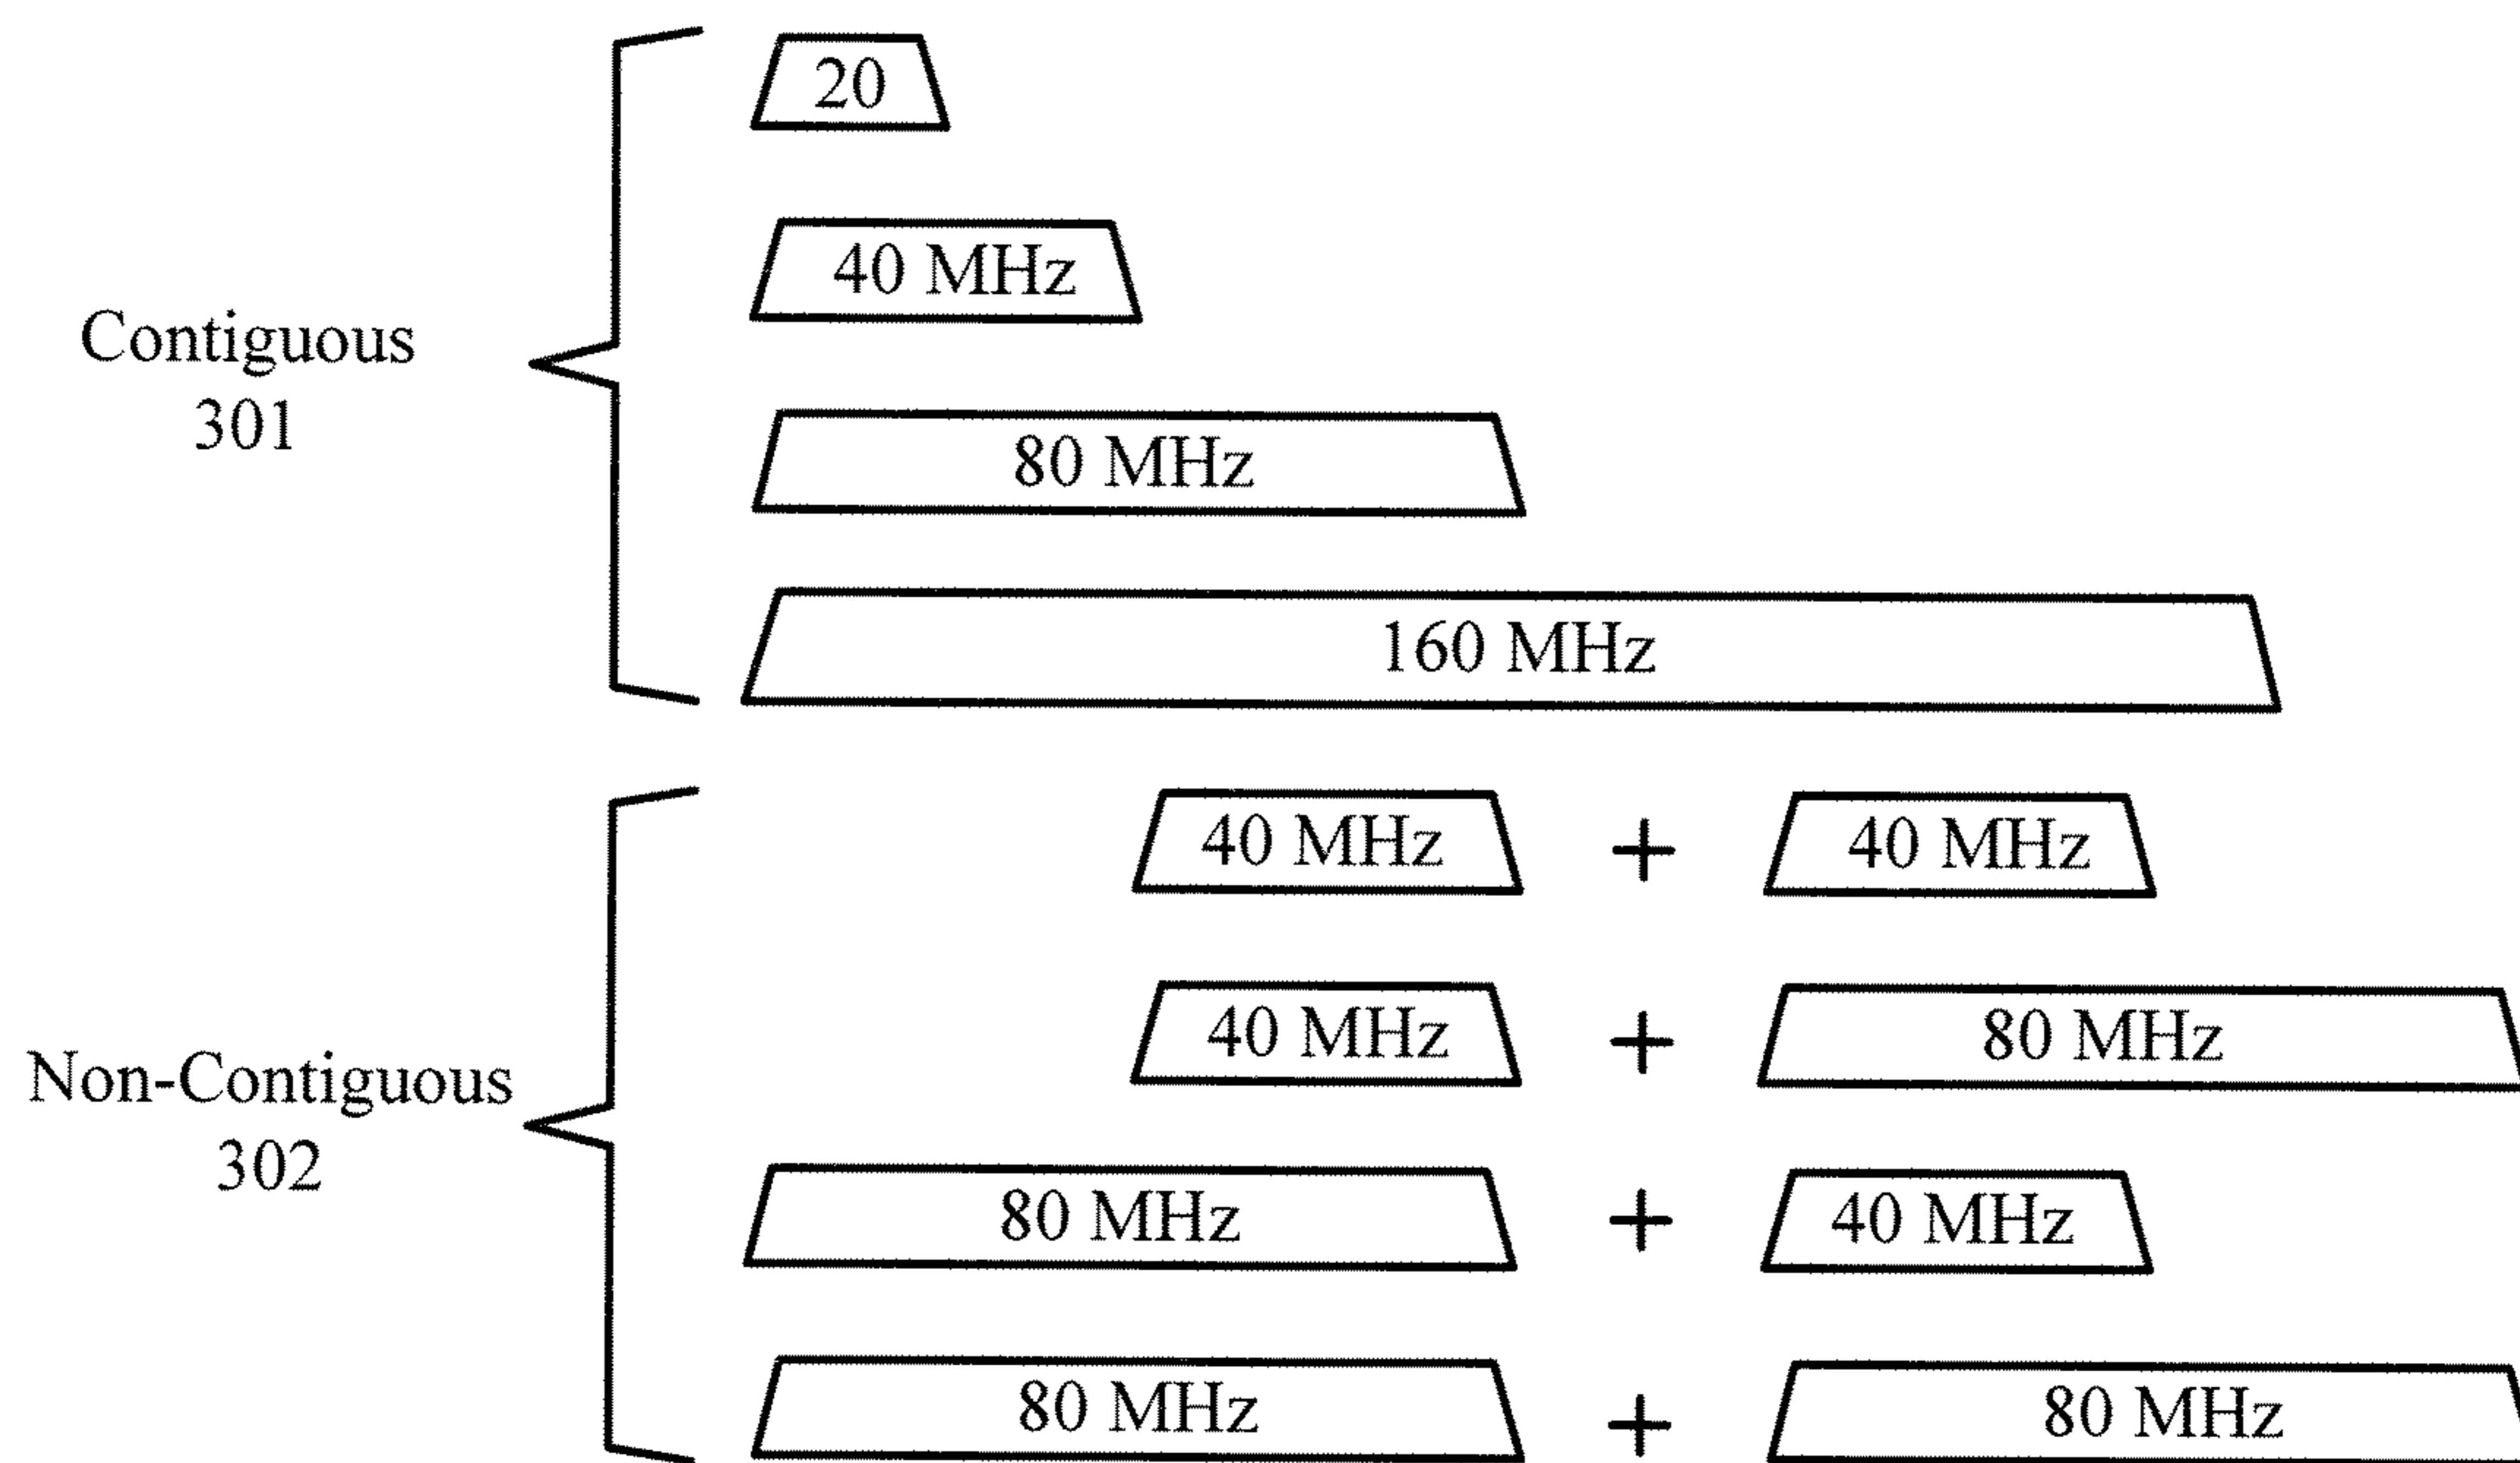 20
40 MHz
Contiguous
301
80 MHz
160 MHz
40 MHz + 40 MHz
40 MHz + 80 MHz
Non-Contiguous
302
80 MHz + 40 MHz
80 MHz + 80 MHz